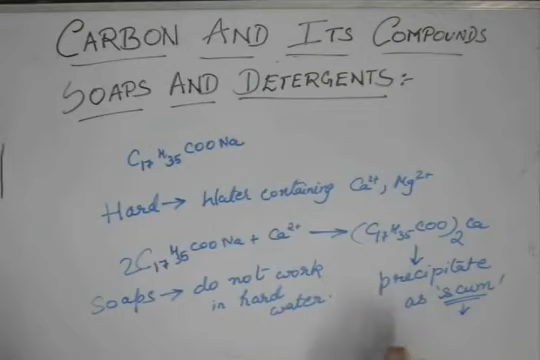 CARBON AND ITS COMPOUNDS
SOAPS AND DETERGENTS:-
C₁₇H₃₅COONa
Hard → Water containing Ca²⁺, Mg²⁺
2C₁₇H₃₅COONa + Ca²⁺ → (C₁₇H₃₅COO)₂Ca
↓
Soaps → do not work
in hard
water.
precipitate
as 'scum'
↓